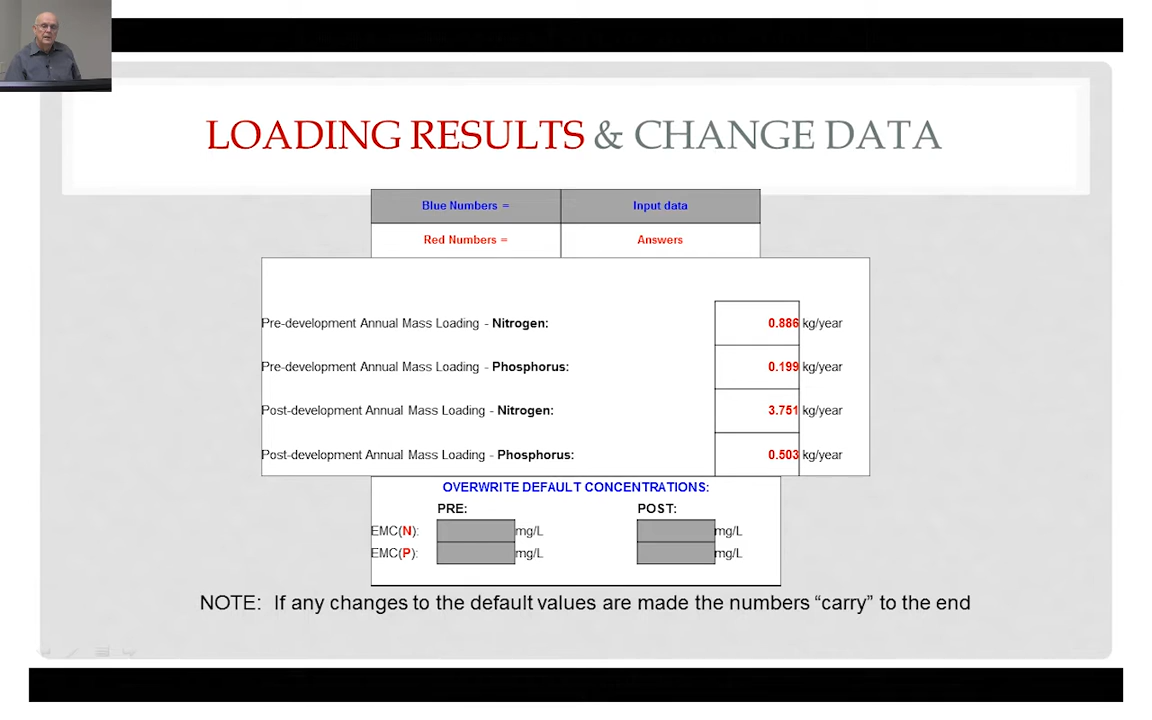 LOADING RESULTS & CHANGE DATA
Blue Numbers = Input data
Red Numbers = Answers
Pre-development Annual Mass Loading - Nitrogen: 0.886 kg/year
Pre-development Annual Mass Loading - Phosphorus: 0.199 kg/year
Post-development Annual Mass Loading - Nitrogen: 3.751 kg/year
Post-development Annual Mass Loading - Phosphorus: 0.503 kg/year
OVERWRITE DEFAULT CONCENTRATIONS:
PRE: POST:
EMC(N): mg/L mg/L
EMC(P): mg/L mg/L
NOTE: If any changes to the default values are made the numbers “carry” to the end